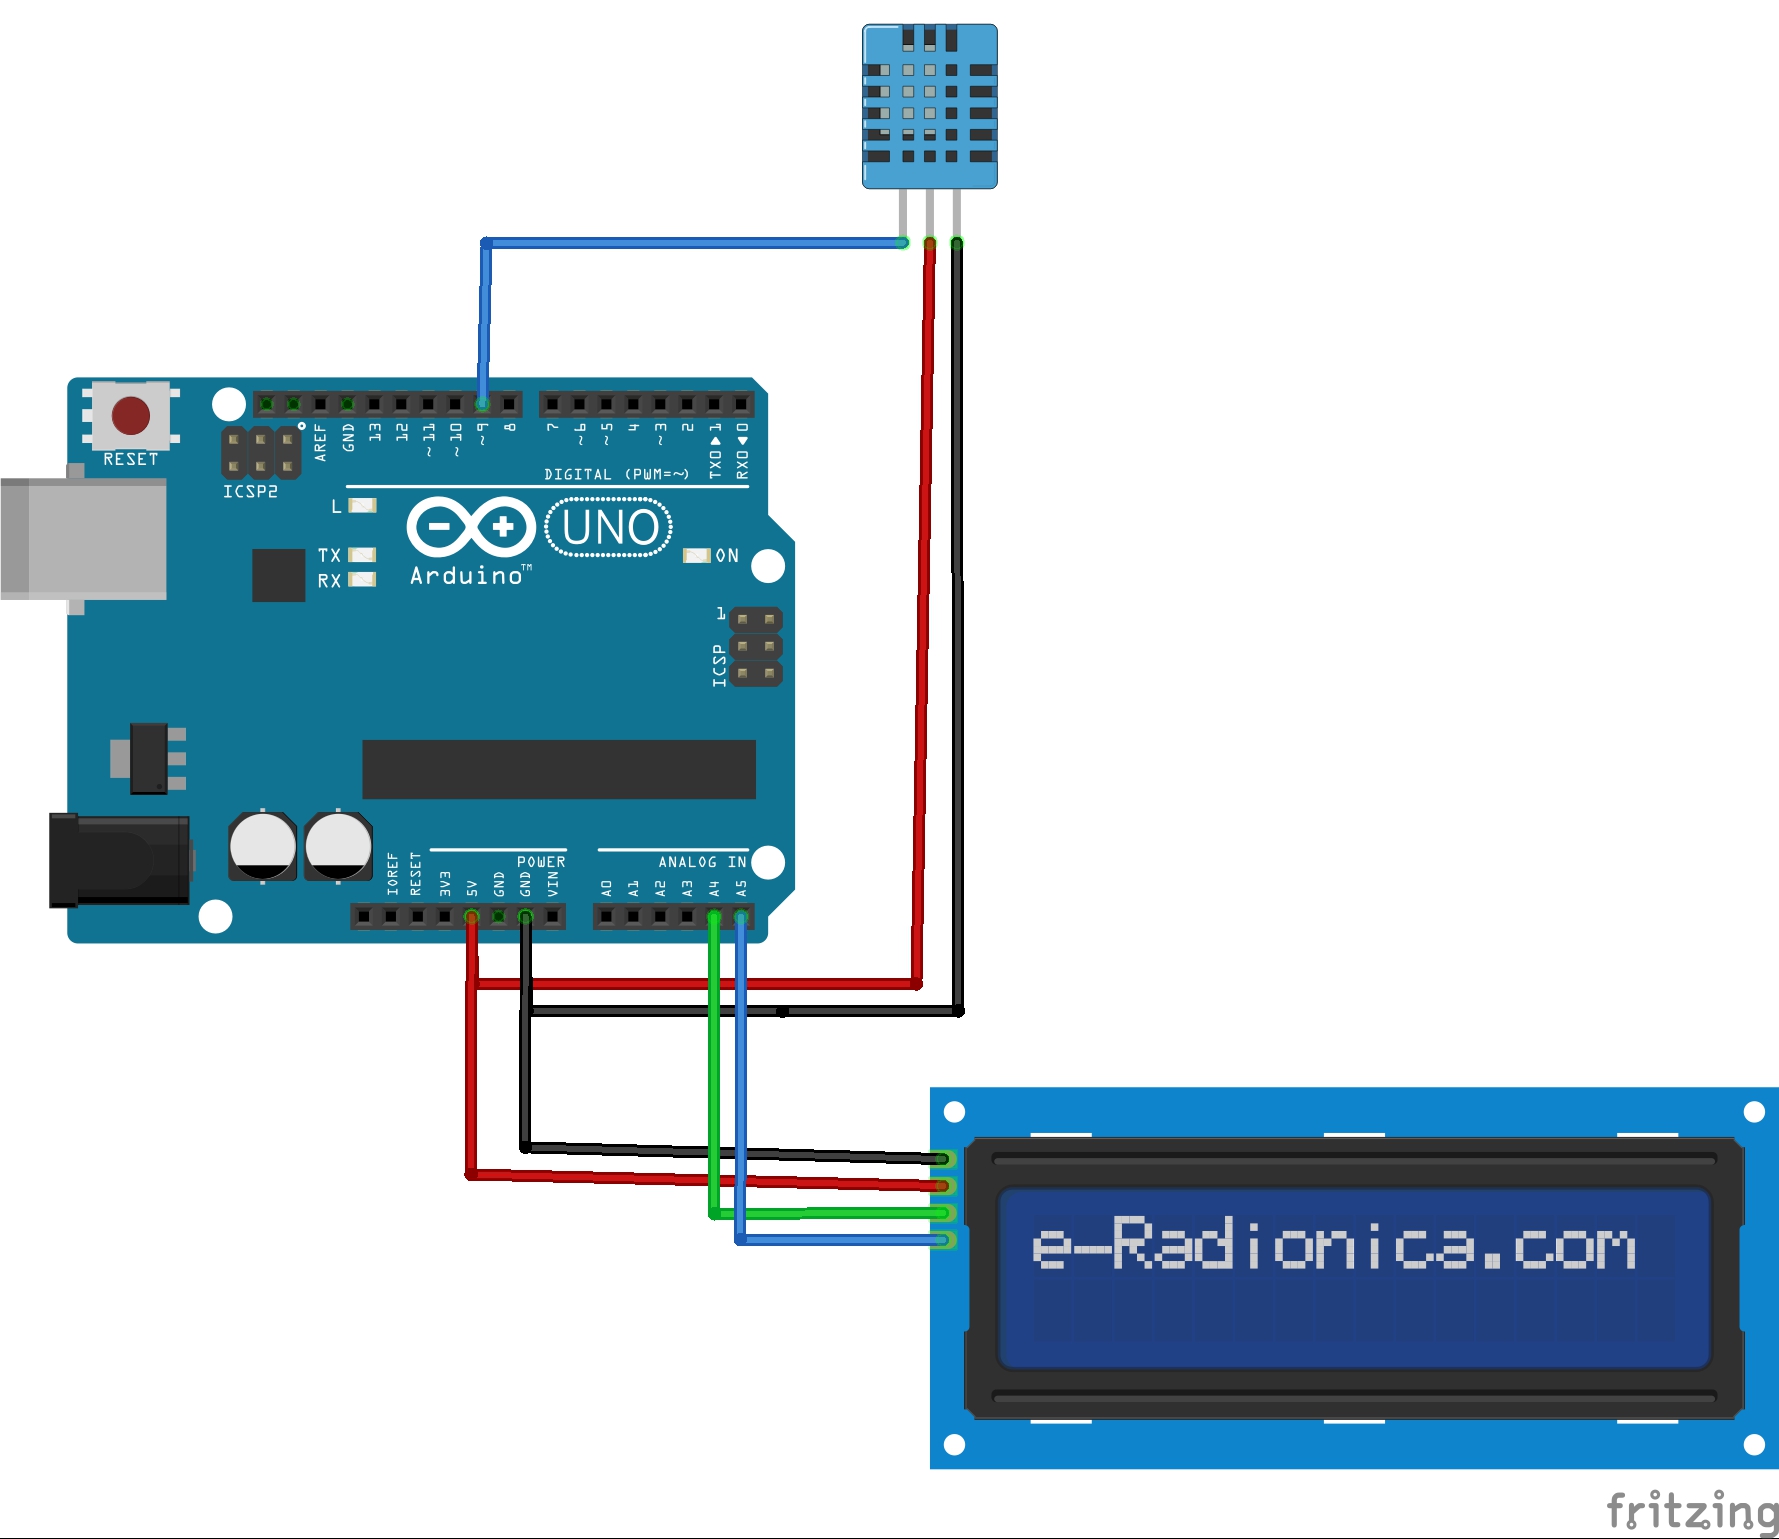 RESET
ICSP2
AREF
GND
13
12
~11
~10
~9
8
7
~6
~5
4
~3
2
TX0▶1
RX0◀0
DIGITAL (PWM=~)
L
TX
RX
UNO
Arduino™
ON
1
ICSP
IOREF
RESET
3V3
5V
GND
GND
VIN
POWER
ANALOG IN
A0
A1
A2
A3
A4
A5
e-Radionica.com
fritzing